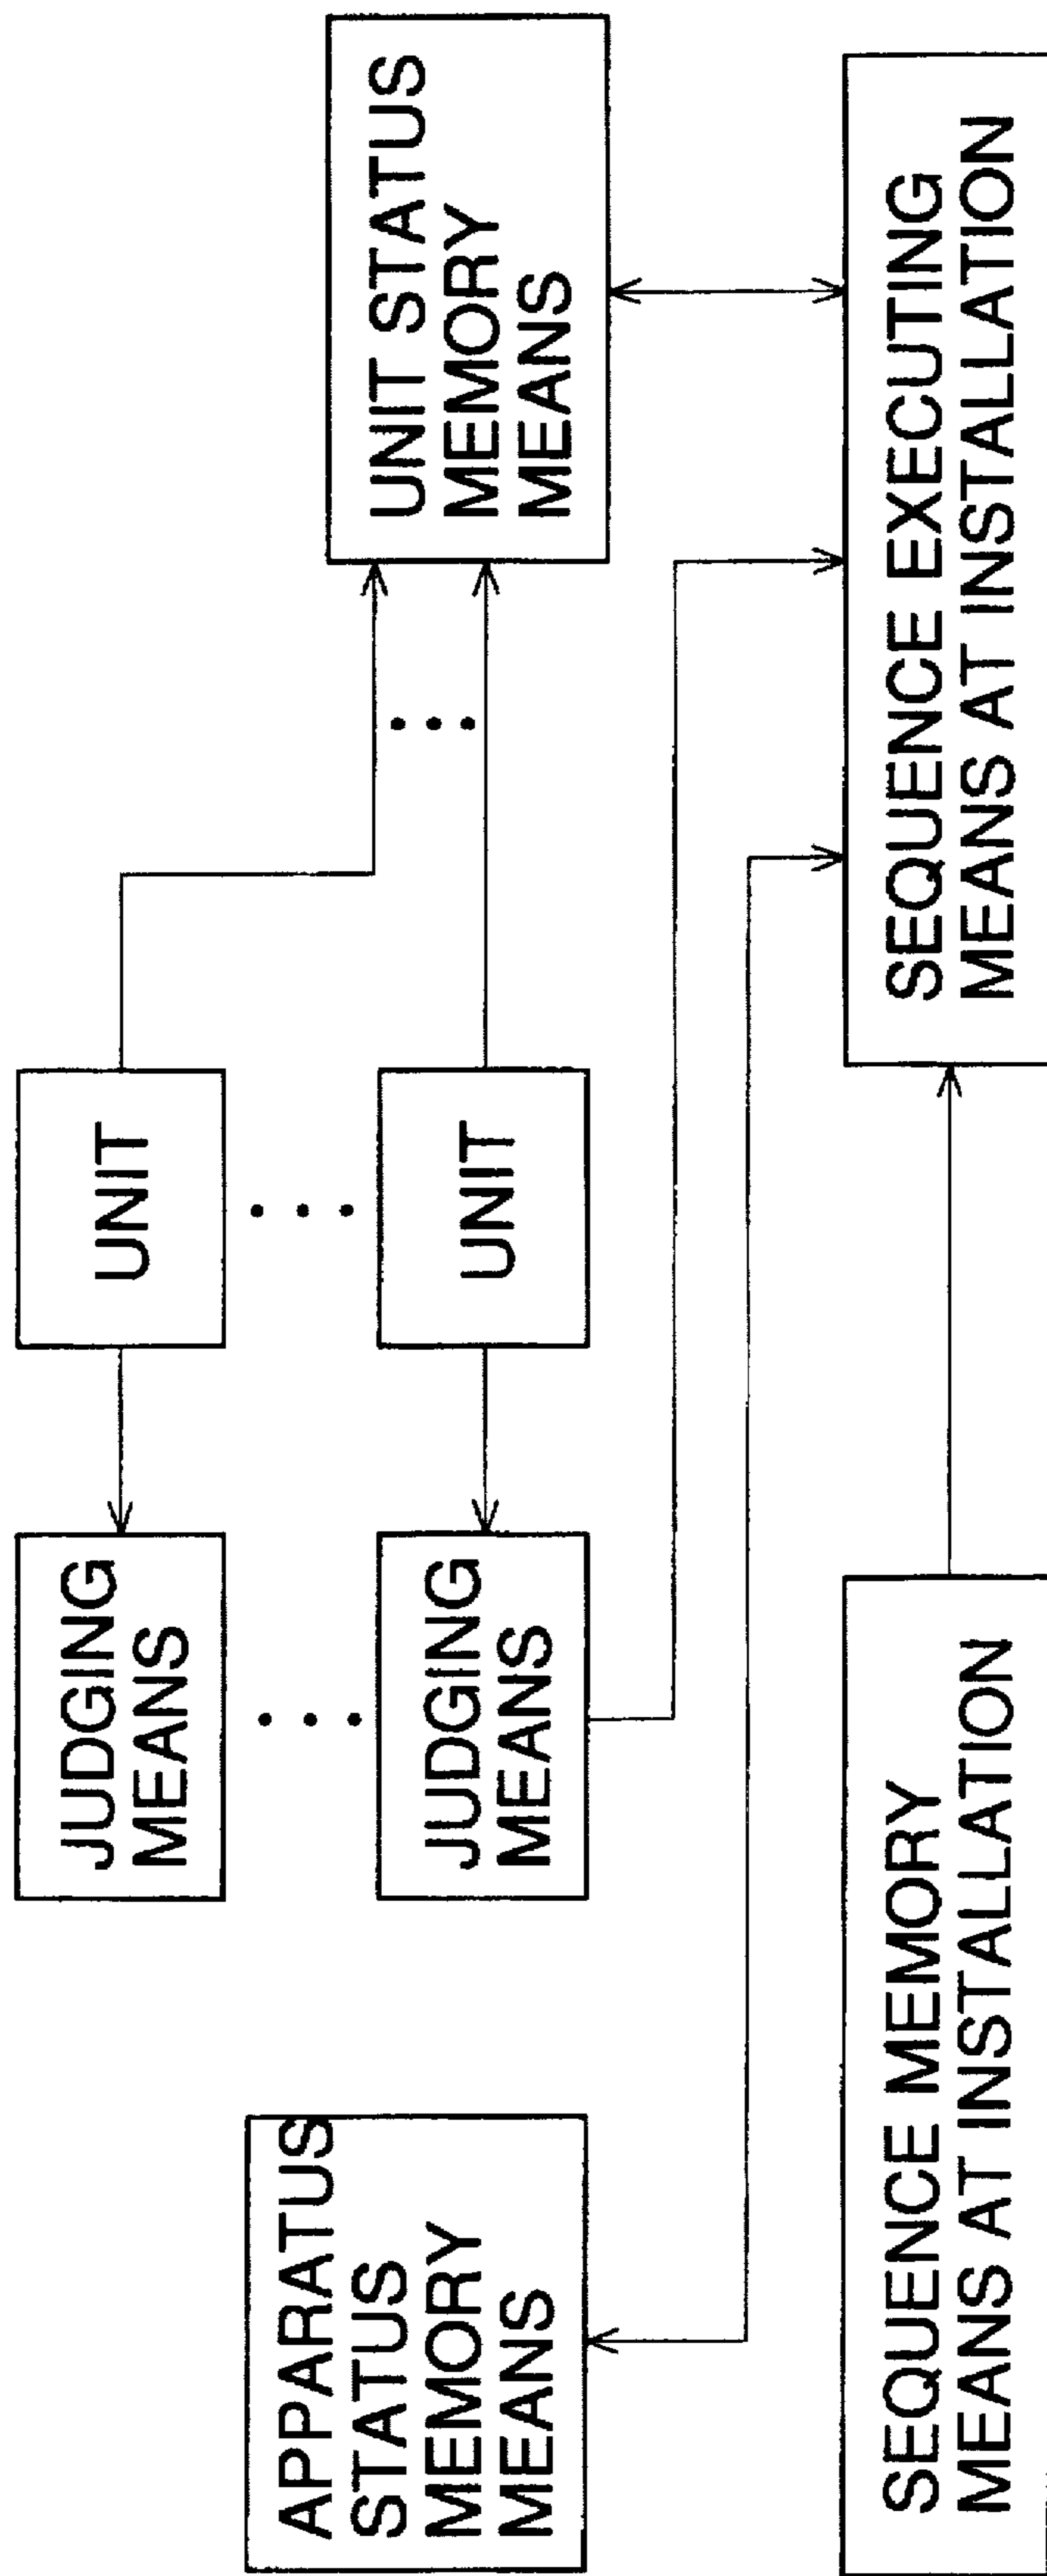 JUDGING
MEANS
UNIT
APPARATUS
STATUS
MEMORY
MEANS
JUDGING
MEANS
UNIT
UNIT STATUS
MEMORY
MEANS
SEQUENCE MEMORY
MEANS AT INSTALLATION
SEQUENCE EXECUTING
MEANS AT INSTALLATION